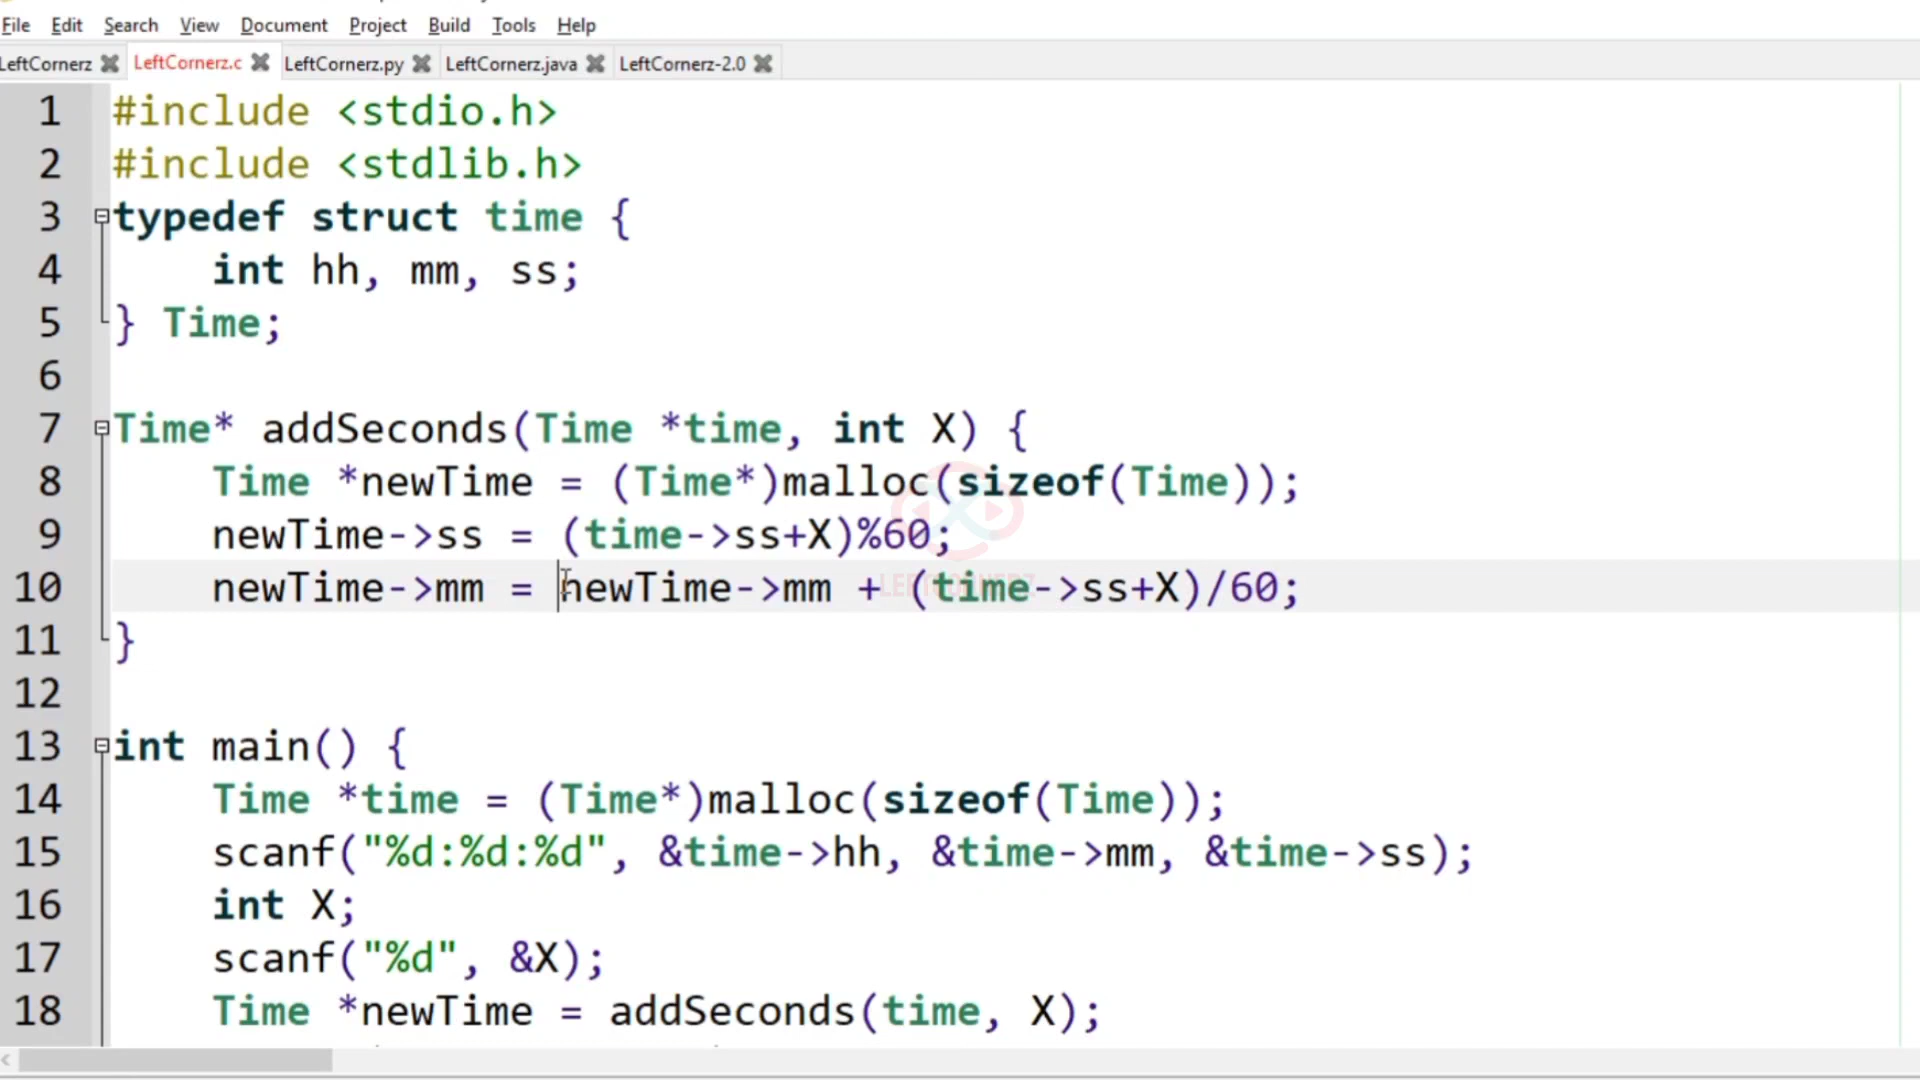 File Edit Search View Document Project Build Tools Help
LeftCornerz LeftCornerz.c LeftCornerz.py LeftCornerz.java LeftCornerz-2.0
1 #include <stdio.h>
2 #include <stdlib.h>
3 typedef struct time {
4 int hh, mm, ss;
5 } Time;
6
7 Time* addSeconds(Time *time, int X) {
8 Time *newTime = (Time*)malloc(sizeof(Time));
9 newTime->ss = (time->ss+X)%60;
10 newTime->mm = newTime->mm + (time->ss+X)/60;
LEFTCORNERZ
11 }
12
13 int main() {
14 Time *time = (Time*)malloc(sizeof(Time));
15 scanf("%d:%d:%d", &time->hh, &time->mm, &time->ss);
16 int X;
17 scanf("%d", &X);
18 Time *newTime = addSeconds(time, X);